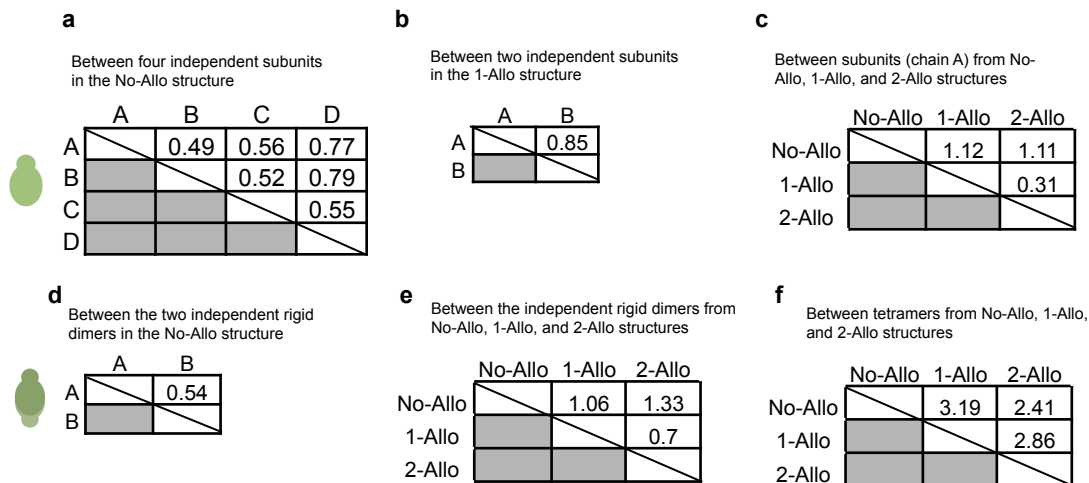 a
Between four independent subunits
in the No-Allo structure
A B C D
A 0.49 0.56 0.77
B 0.52 0.79
C 0.55
D
b
Between two independent subunits
in the 1-Allo structure
A B
A 0.85
B
c
Between subunits (chain A) from No-
Allo, 1-Allo, and 2-Allo structures
No-Allo 1-Allo 2-Allo
No-Allo 1.12 1.11
1-Allo 0.31
2-Allo
d
Between the two independent rigid
dimers in the No-Allo structure
A B
A 0.54
B
e
Between the independent rigid dimers from
No-Allo, 1-Allo, and 2-Allo structures
No-Allo 1-Allo 2-Allo
No-Allo 1.06 1.33
1-Allo 0.7
2-Allo
f
Between tetramers from No-Allo, 1-Allo,
and 2-Allo structures
No-Allo 1-Allo 2-Allo
No-Allo 3.19 2.41
1-Allo 2.86
2-Allo